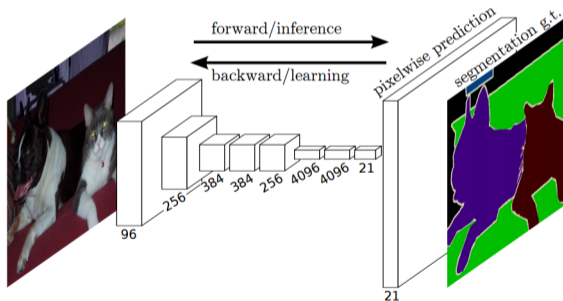 forward/inference
backward/learning
pixelwise prediction
segmentation g.t.
96
256
384
384
256
4096
4096
21
21